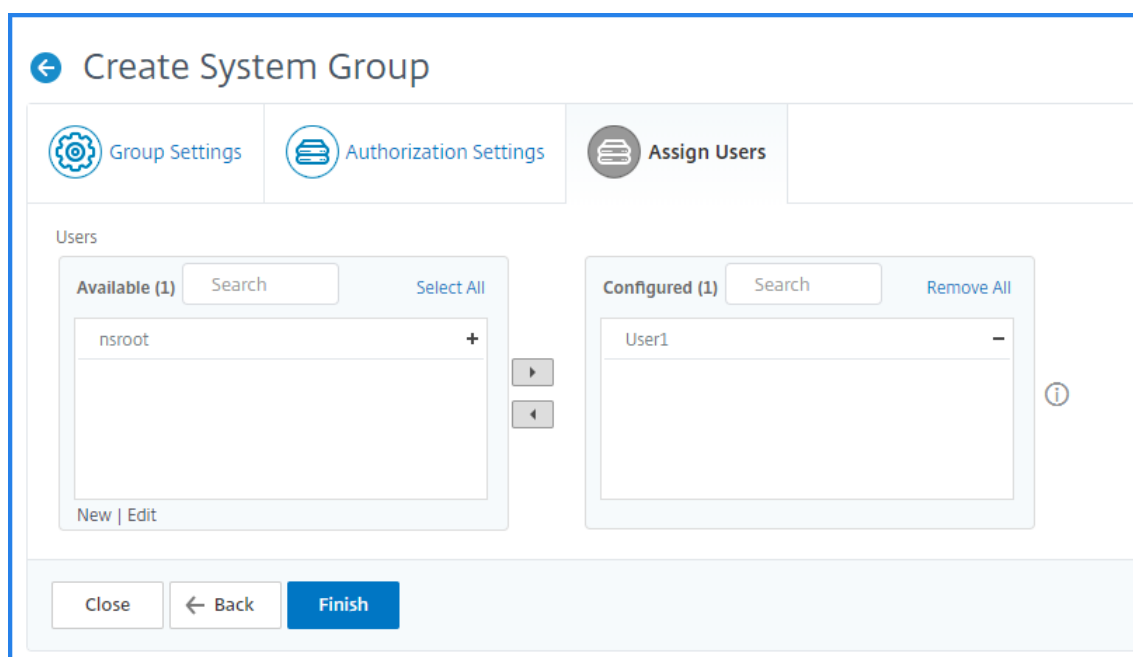 Create System Group
Group Settings
Authorization Settings
Assign Users
Users
Available (1)
Search
Select All
nsroot
New | Edit
Configured (1)
Search
Remove All
User1
Close
Back
Finish